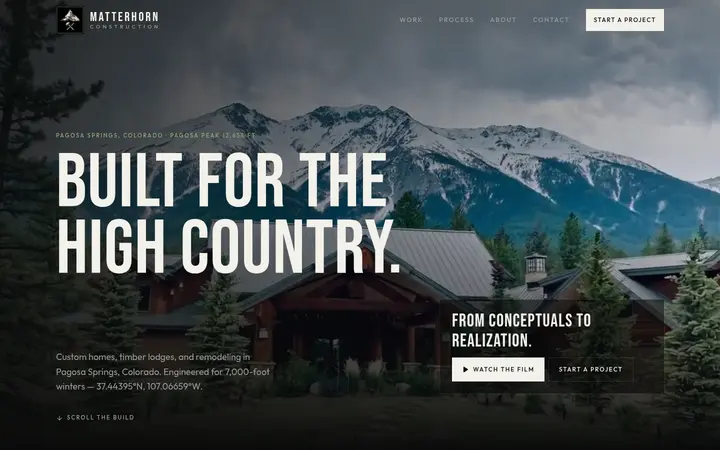 MATTERHORN
CONSTRUCTION
WORK
PROCESS
ABOUT
CONTACT
START A PROJECT
PAGOSA SPRINGS, COLORADO · PAGOSA PEAK 12,6
BUILT FOR THE
HIGH COUNTRY.
FROM CONCEPTUALS TO
REALIZATION.
WATCH THE FILM
START A PROJECT
Custom homes, timber lodges, and remodeling in
Pagosa Springs, Colorado. Engineered for 7,000-foot
winters — 37.44395°N, 107.06659°W.
↓ SCROLL THE BUILD